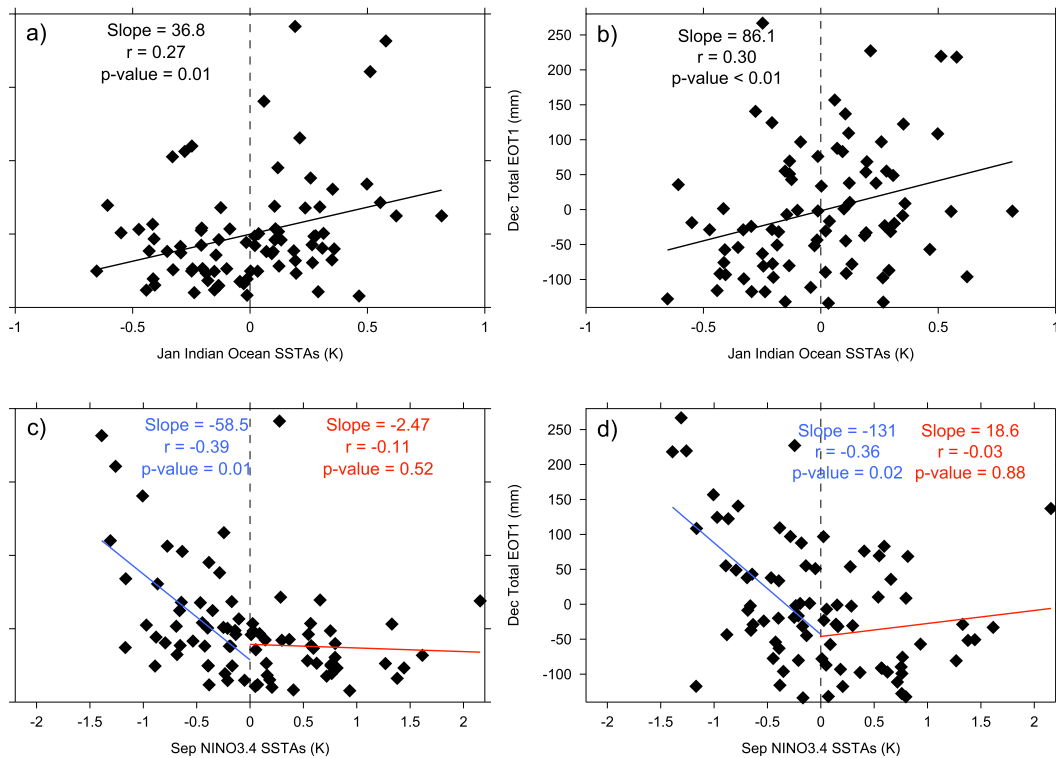 a)
Slope = 36.8
r = 0.27
p-value = 0.01
-1 -0.5 0 0.5 1
Jan Indian Ocean SSTAs (K)
b)
Slope = 86.1
r = 0.30
p-value < 0.01
250
200
150
100
50
0
-50
-100
Dec Total EOT1 (mm)
-1 -0.5 0 0.5 1
Jan Indian Ocean SSTAs (K)
c)
Slope = -58.5
r = -0.39
p-value = 0.01
Slope = -2.47
r = -0.11
p-value = 0.52
-2 -1.5 -1 -0.5 0 0.5 1 1.5 2
Sep NINO3.4 SSTAs (K)
d)
Slope = -131
r = -0.36
p-value = 0.02
Slope = 18.6
r = -0.03
p-value = 0.88
250
200
150
100
50
0
-50
-100
Dec Total EOT1 (mm)
-2 -1.5 -1 -0.5 0 0.5 1 1.5 2
Sep NINO3.4 SSTAs (K)